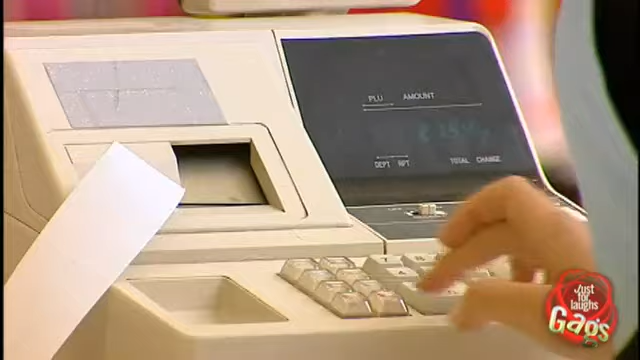 PLU AMOUNT
DEPT RPT TOTAL CHANGE
Just
for laughs
Gags